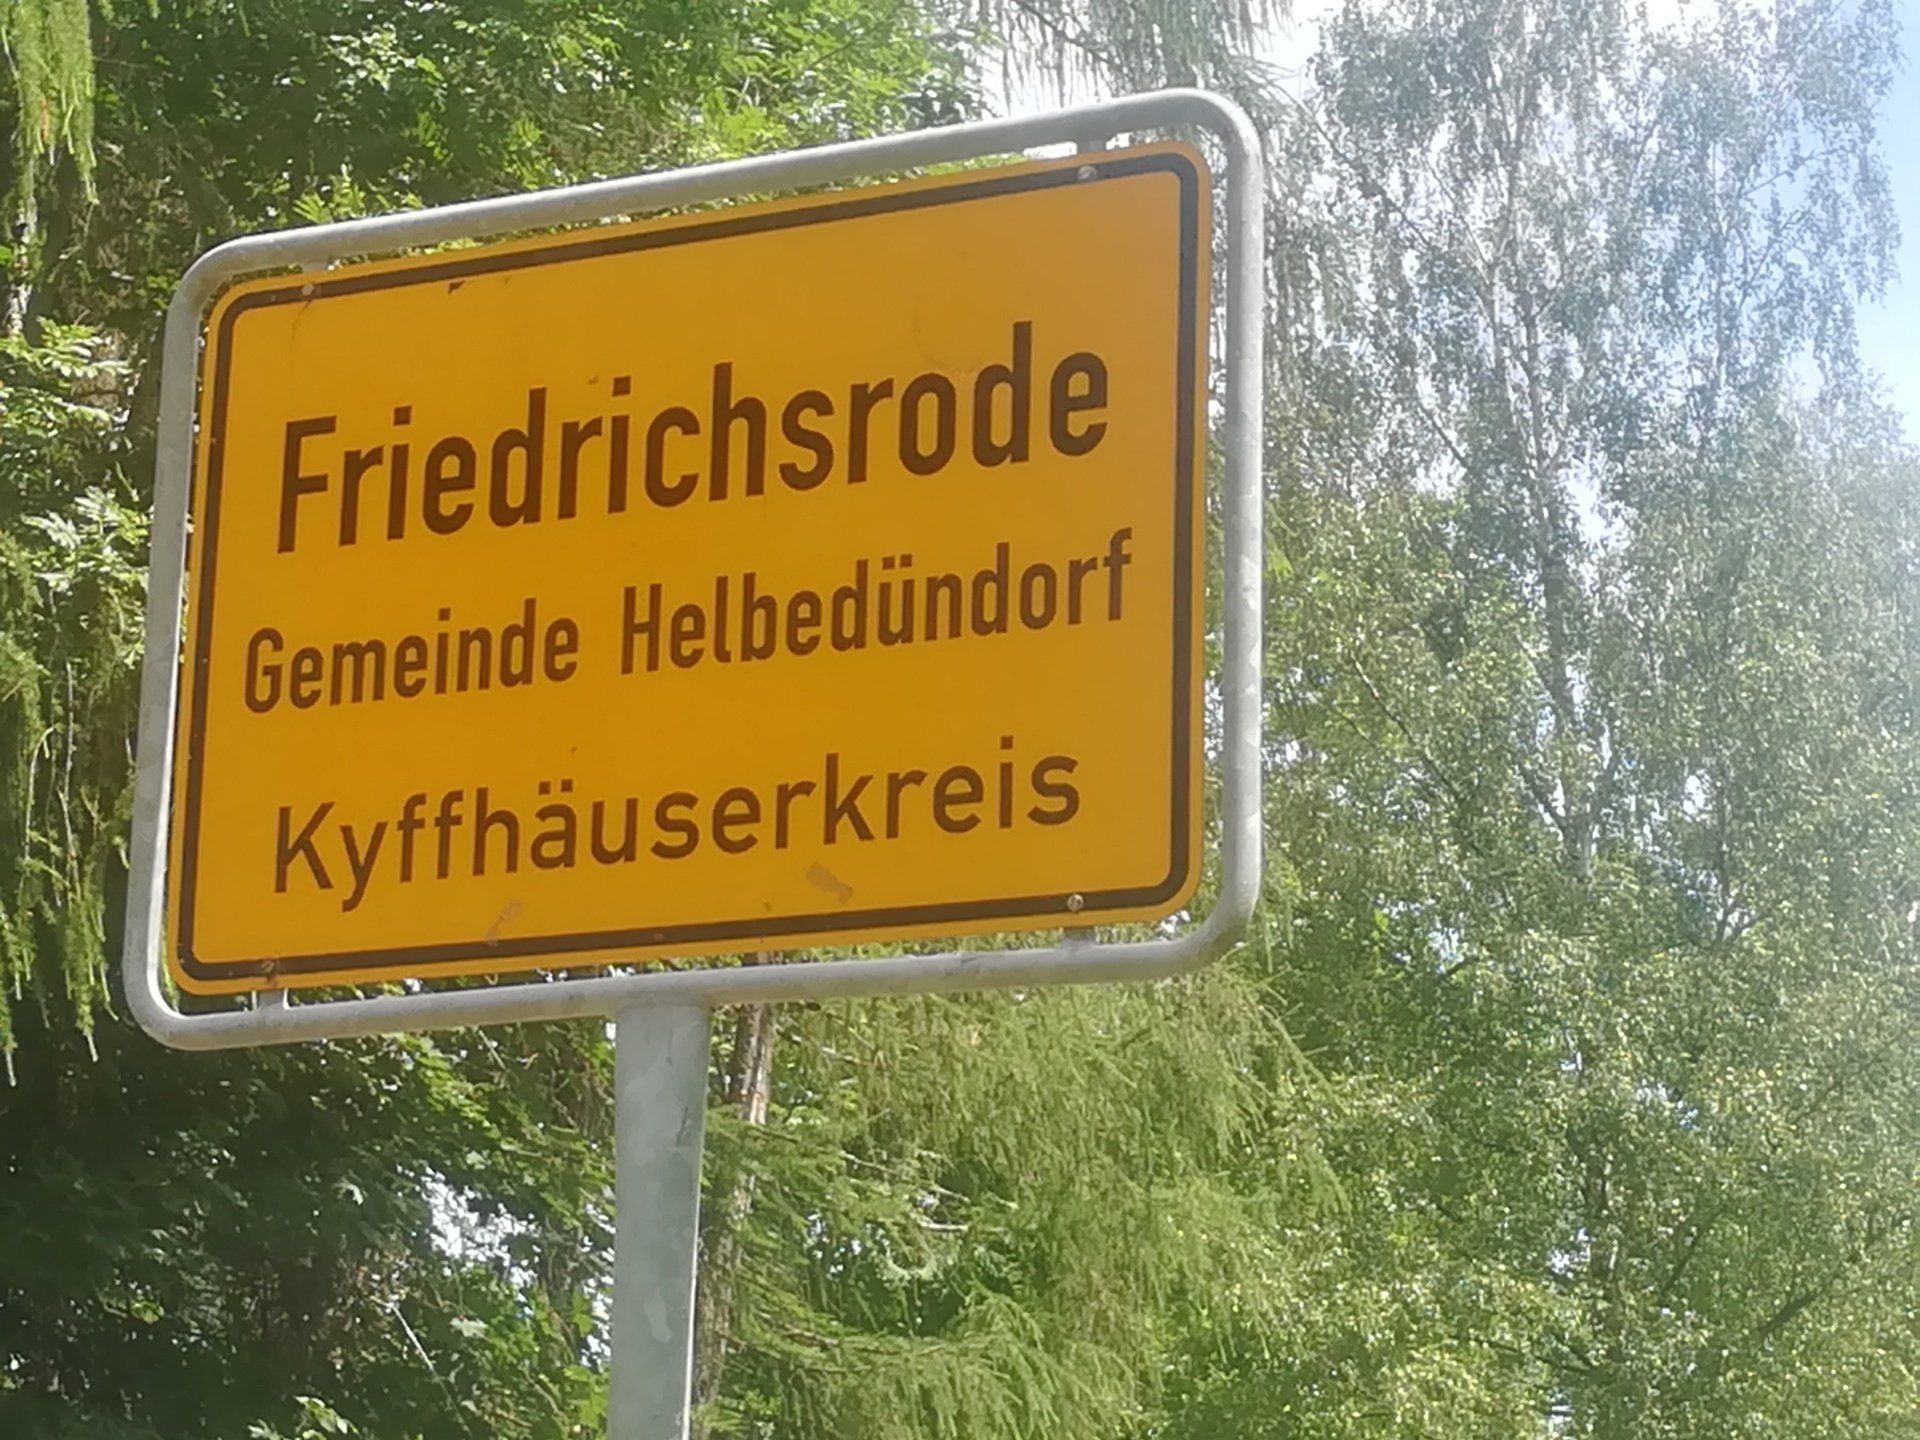 Friedrichsrode
Gemeinde Helbedündorf
Kyffhäuserkreis